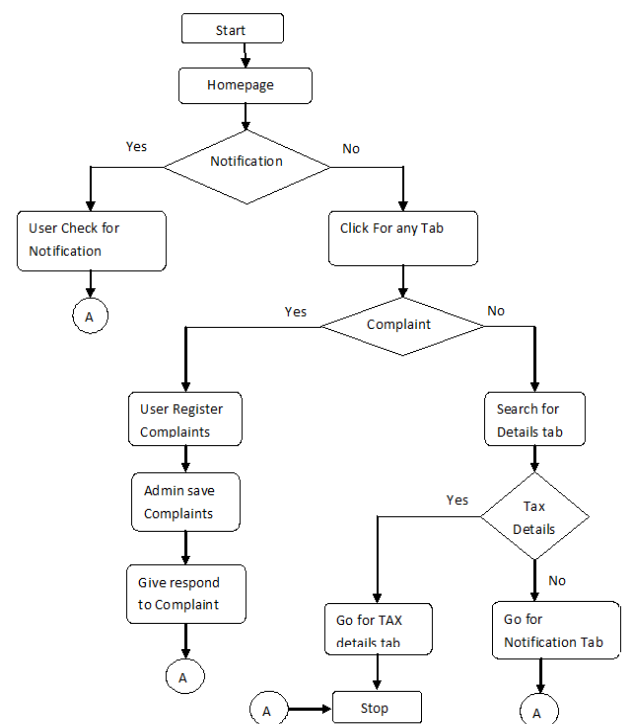 Start
Homepage
Notification
Yes
No
User Check for
Notification
Click For any Tab
A
Complaint
Yes
No
User Register
Complaints
Search for
Details tab
Admin save
Complaints
Tax
Details
Yes
No
Give respond
to Complaint
Go for TAX
details tab
Go for
Notification Tab
A
A
Stop
A